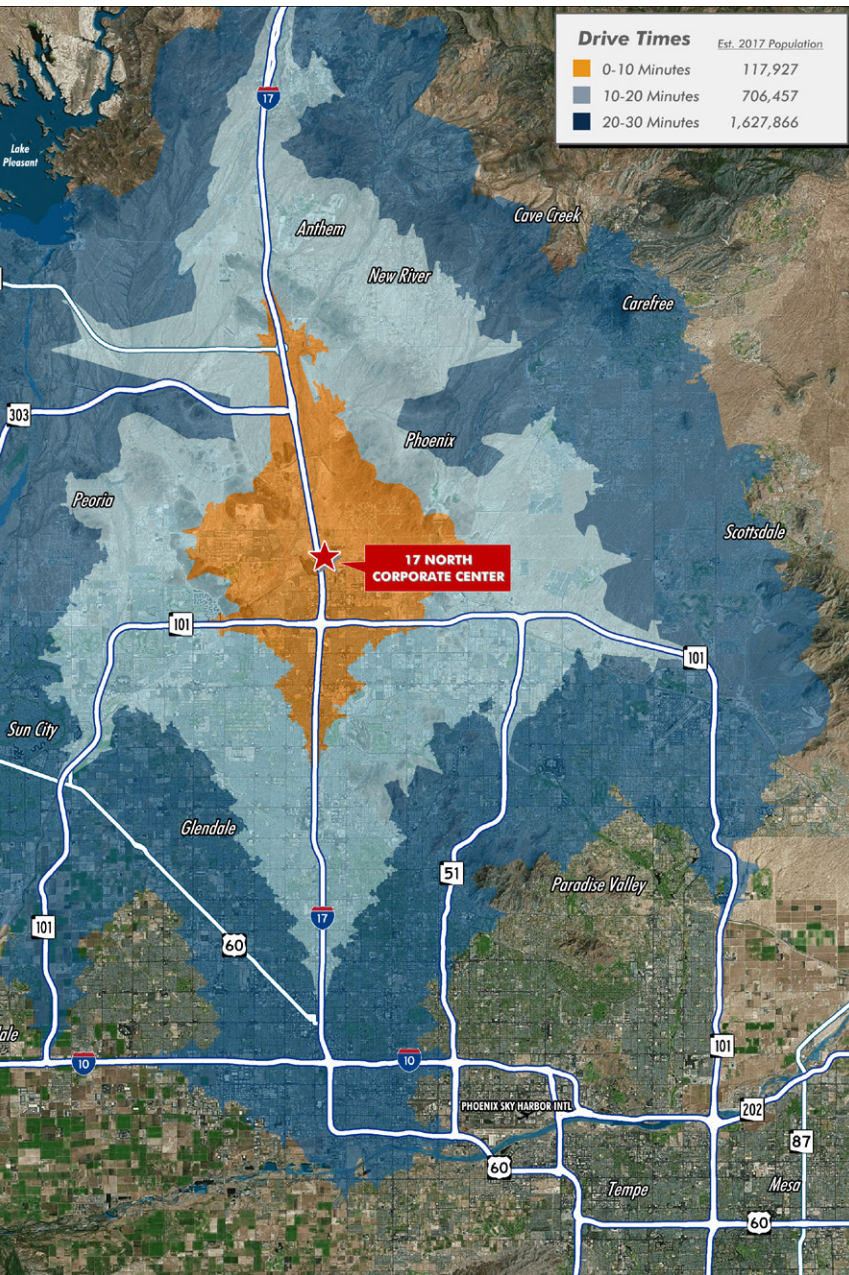 Drive Times Est. 2017 Population
0-10 Minutes 117,927
10-20 Minutes 706,457
20-30 Minutes 1,627,866
17
Lake
Pleasant
Cave Creek
Anthem
New River
Carefree
303
Phoenix
Peoria
Scottsdale
17 NORTH
CORPORATE CENTER
101
101
Sun City
Glendale
51
Paradise Valley
17
101
60
101
10
10
PHOENIX SKY HARBOR INTL
202
87
60
Tempe
Mesa
60